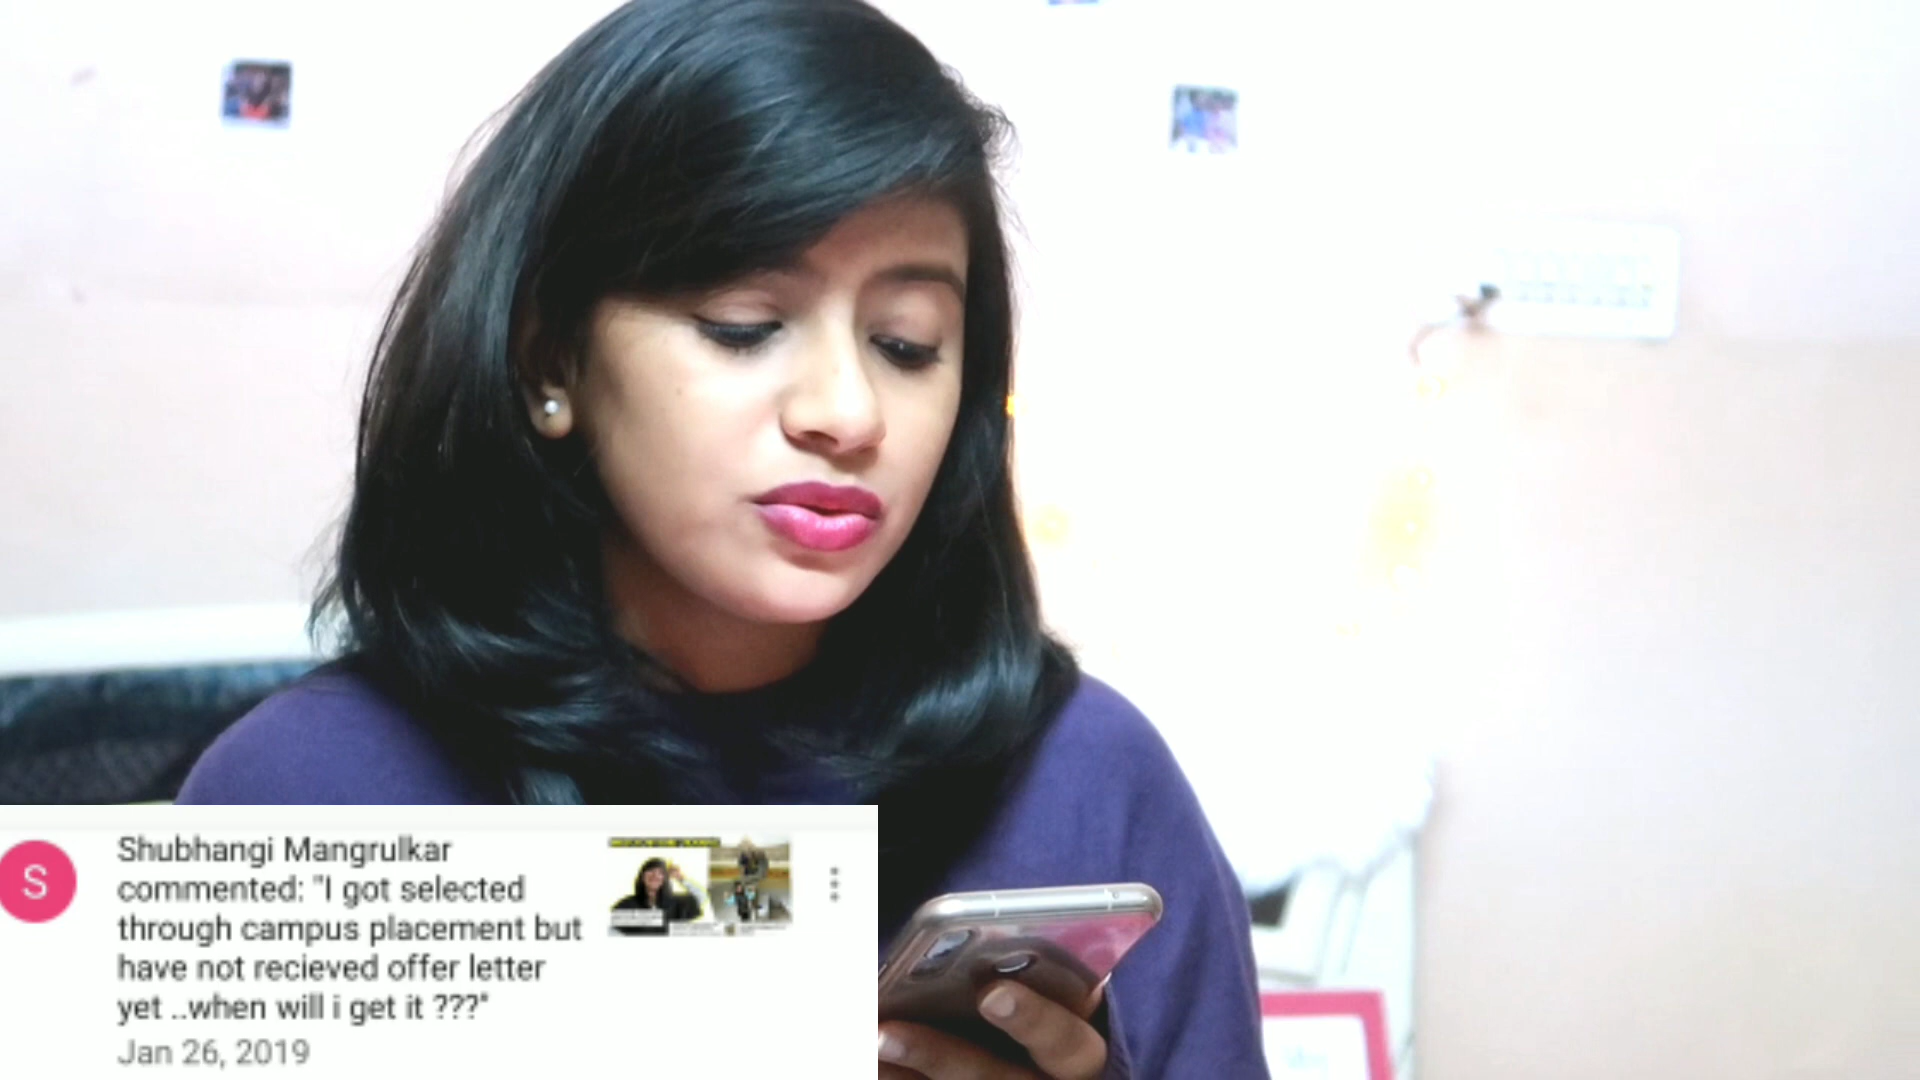 S
Shubhangi Mangrulkar
commented: "I got selected
through campus placement but
have not recieved offer letter
yet ..when will i get it ???"
Jan 26, 2019